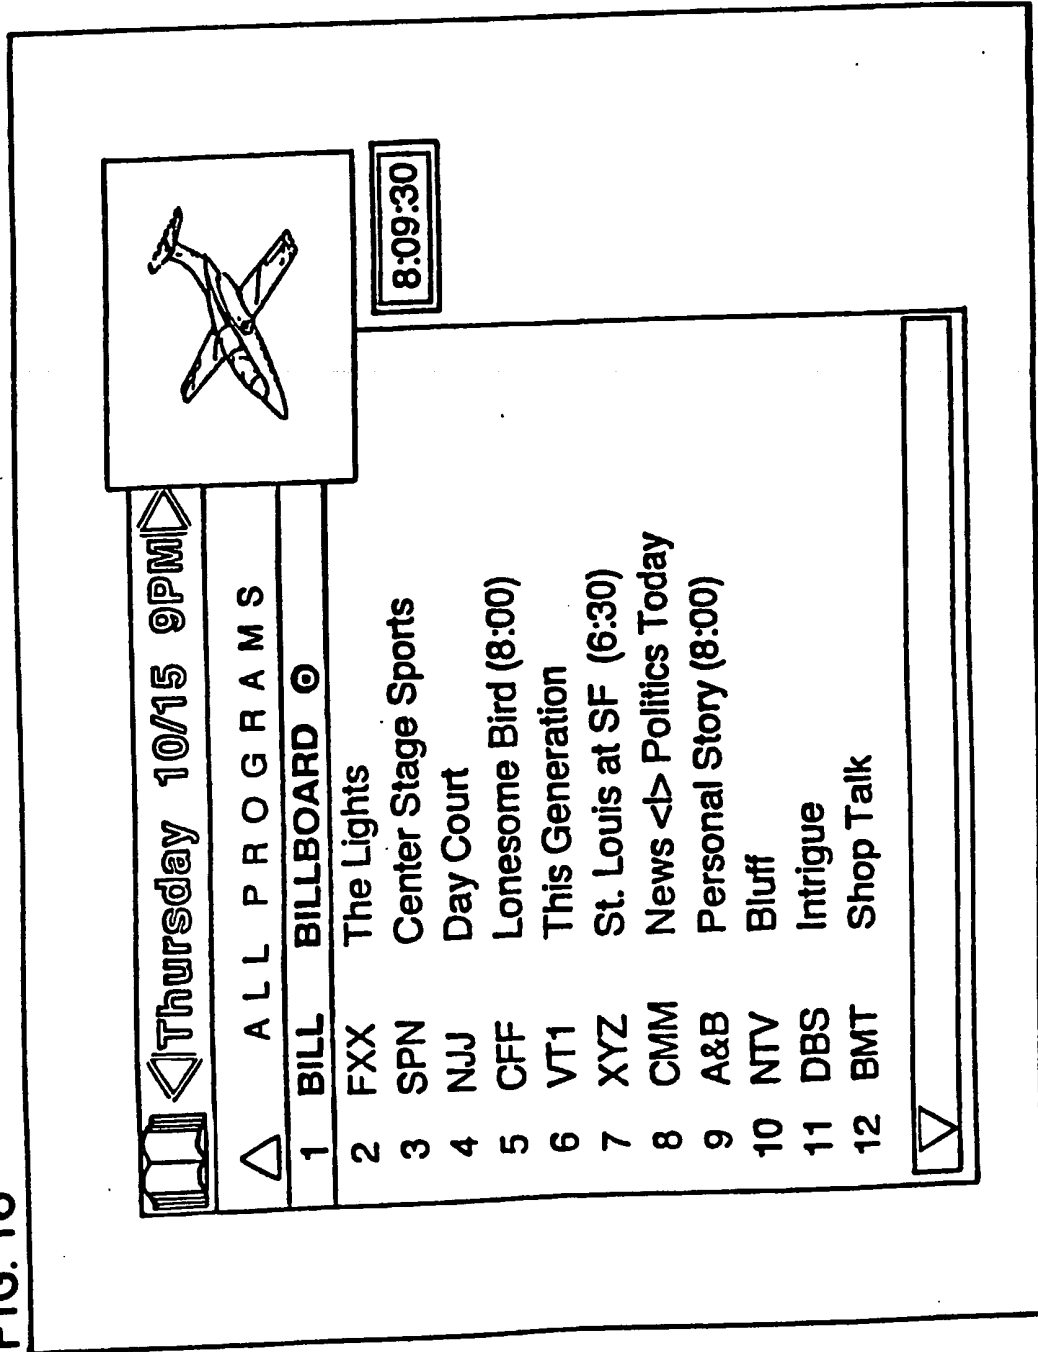 Thursday 10/15 9PM
ALL PROGRAMS
1 BILL BILLBOARD
2 FXX The Lights
3 SPN Center Stage Sports
4 NJJ Day Court
5 CFF Lonesome Bird (8:00)
6 VT1 This Generation
7 XYZ St. Louis at SF (6:30)
8 CMM News <I> Politics Today
9 A&B Personal Story (8:00)
10 NTV Bluff
11 DBS Intrigue
12 BMT Shop Talk
8:09:30